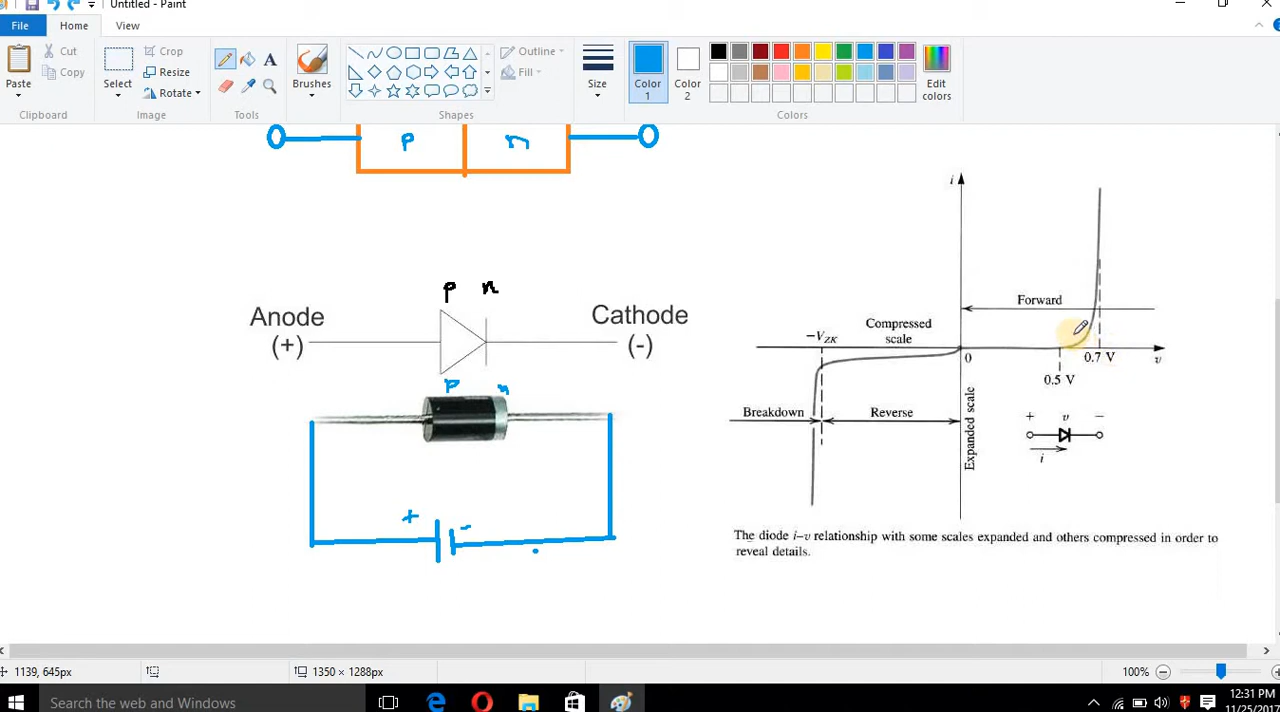 Untitled - Paint
File
Home
View
Paste
Cut
Copy
Clipboard
Select
Crop
Resize
Rotate
Image
A
Tools
Brushes
Outline
Fill
Shapes
Size
Color
1
Color
2
Edit
colors
Colors
p
n
p n
Anode
(+)
Cathode
(-)
p
n
+
-
i
Forward
Compressed
scale
-VZK
0
0.7 V
v
0.5 V
Breakdown
Reverse
Expanded scale
+ v −
i
The diode i–v relationship with some scales expanded and others compressed in order to
reveal details.
1139, 645px
1350 × 1288px
100%
Search the web and Windows
12:31 PM
11/25/2017